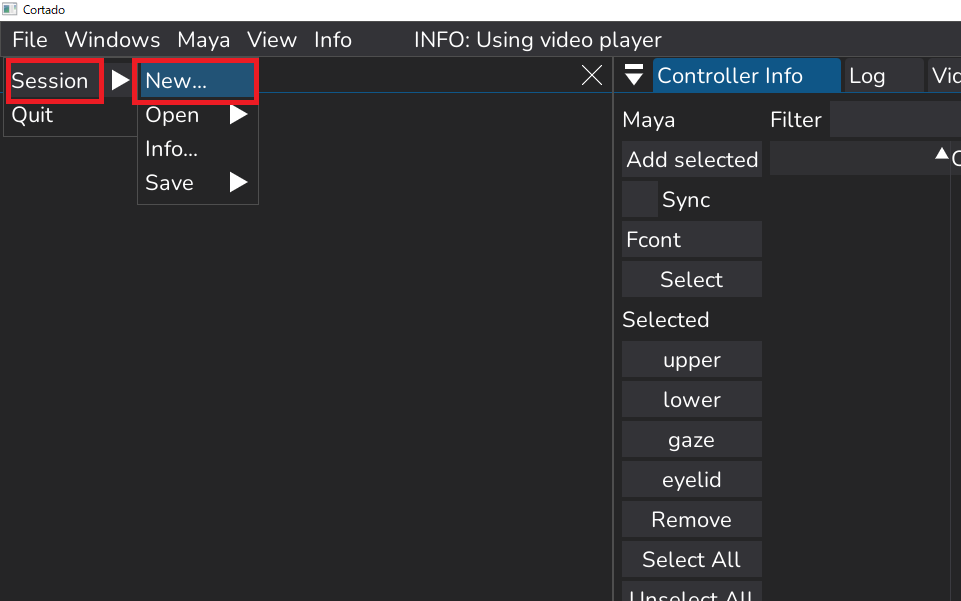 Cortado
File Windows Maya View Info INFO: Using video player
Session New...
Quit Open
Info...
Save
Controller Info Log
Maya Filter
Add selected
Sync
Fcont
Select
Selected
upper
lower
gaze
eyelid
Remove
Select All
Unselect All